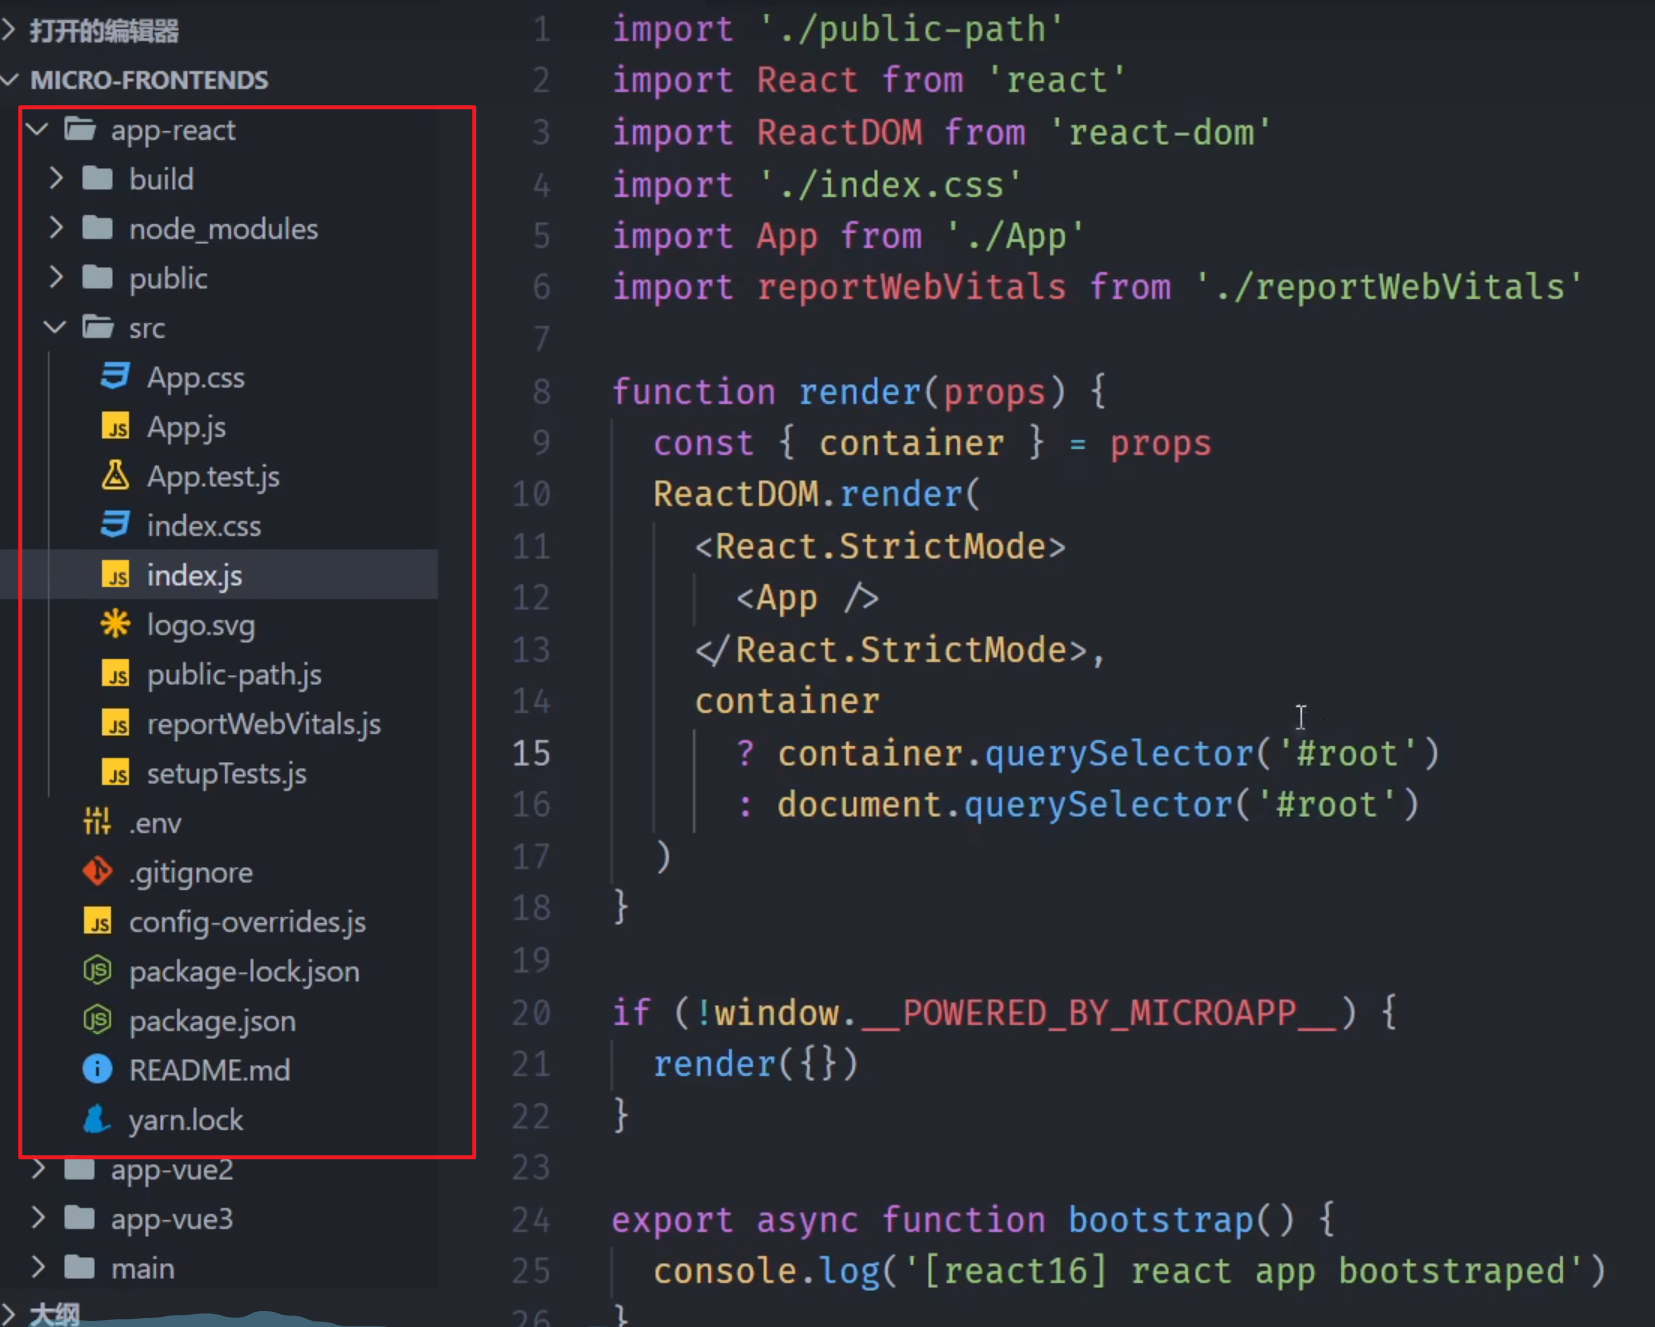 打开的编辑器
MICRO-FRONTENDS
app-react
build
node_modules
public
src
App.css
App.js
App.test.js
index.css
index.js
logo.svg
public-path.js
reportWebVitals.js
setupTests.js
.env
.gitignore
config-overrides.js
package-lock.json
package.json
README.md
yarn.lock
app-vue2
app-vue3
main
大纲
1 import './public-path'
2 import React from 'react'
3 import ReactDOM from 'react-dom'
4 import './index.css'
5 import App from './App'
6 import reportWebVitals from './reportWebVitals'
7
8 function render(props) {
9 const { container } = props
10 ReactDOM.render(
11 <React.StrictMode>
12 <App />
13 </React.StrictMode>,
14 container
15 ? container.querySelector('#root')
16 : document.querySelector('#root')
17 )
18 }
19
20 if (!window.__POWERED_BY_MICROAPP__) {
21 render({})
22 }
23
24 export async function bootstrap() {
25 console.log('[react16] react app bootstraped')
26 }